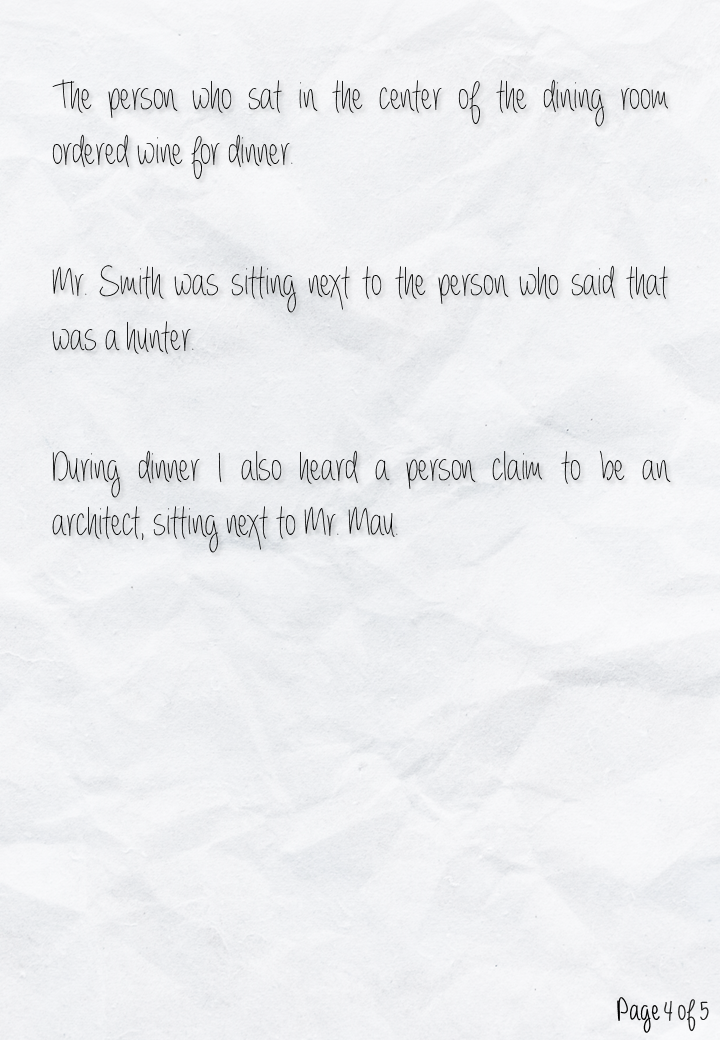 The person who sat in the center of the dining room
ordered wine for dinner.
Mr. Smith was sitting next to the person who said that
was a hunter.
During dinner I also heard a person claim to be an
architect, sitting next to Mr. Mau.
Page 4 of 5